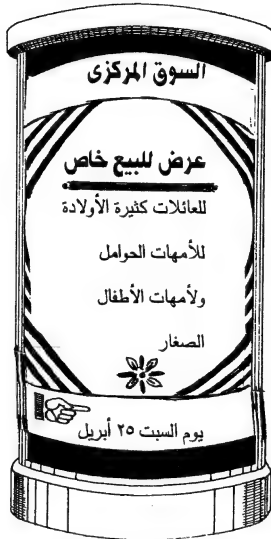 السوق المركزى
عرض للبيع خاص
للعائلات كثيرة الأولادة
للأمهات الحوامل
ولأمهات الأطفال
الصغار
يوم السبت ٢٥ أبريل